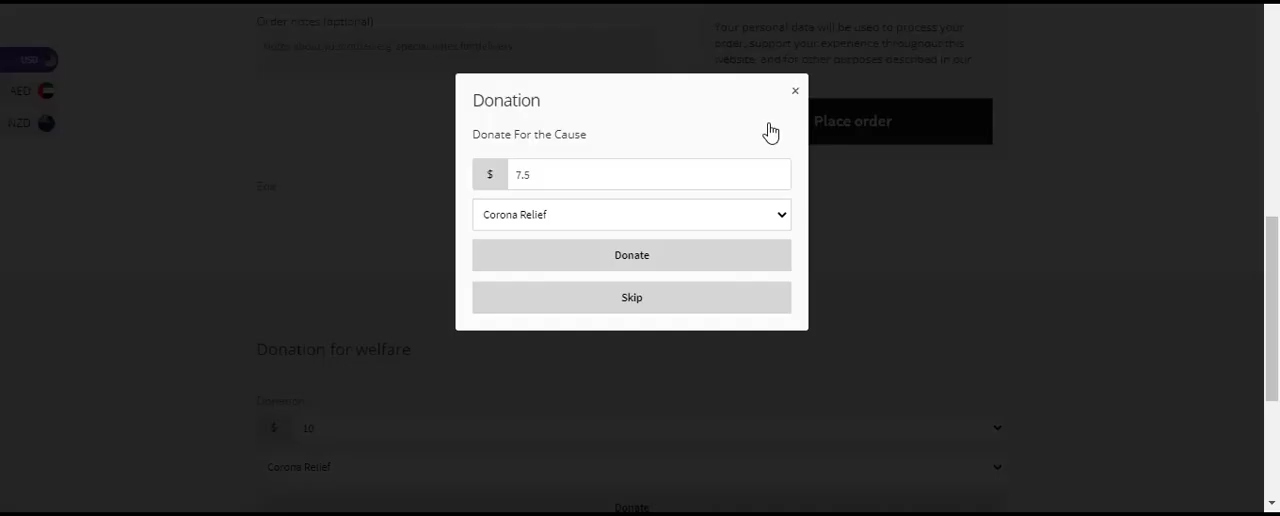 Order notes (optional)
Your personal data will be used to process your
order, support your experience throughout this
website, and for other purposes described in our
USD
AED
NZD
Donation
×
Donate For the Cause
Place order
$ 7.5
Corona Relief
Donate
Skip
Donation for welfare
Donation
$ 10
Corona Relief
Donate